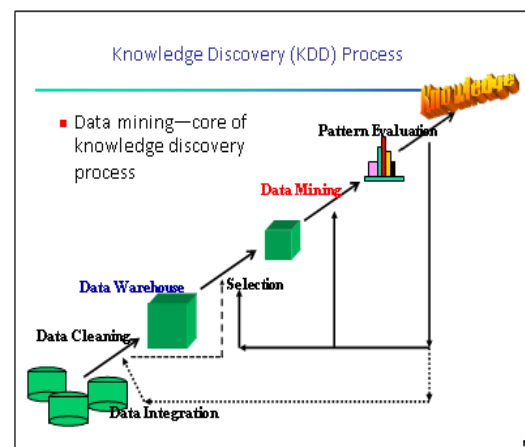 Knowledge Discovery (KDD) Process
Knowledge
▪ Data mining—core of
knowledge discovery
process
Pattern Evaluation
Data Mining
Data Warehouse
Selection
Data Cleaning
Data Integration